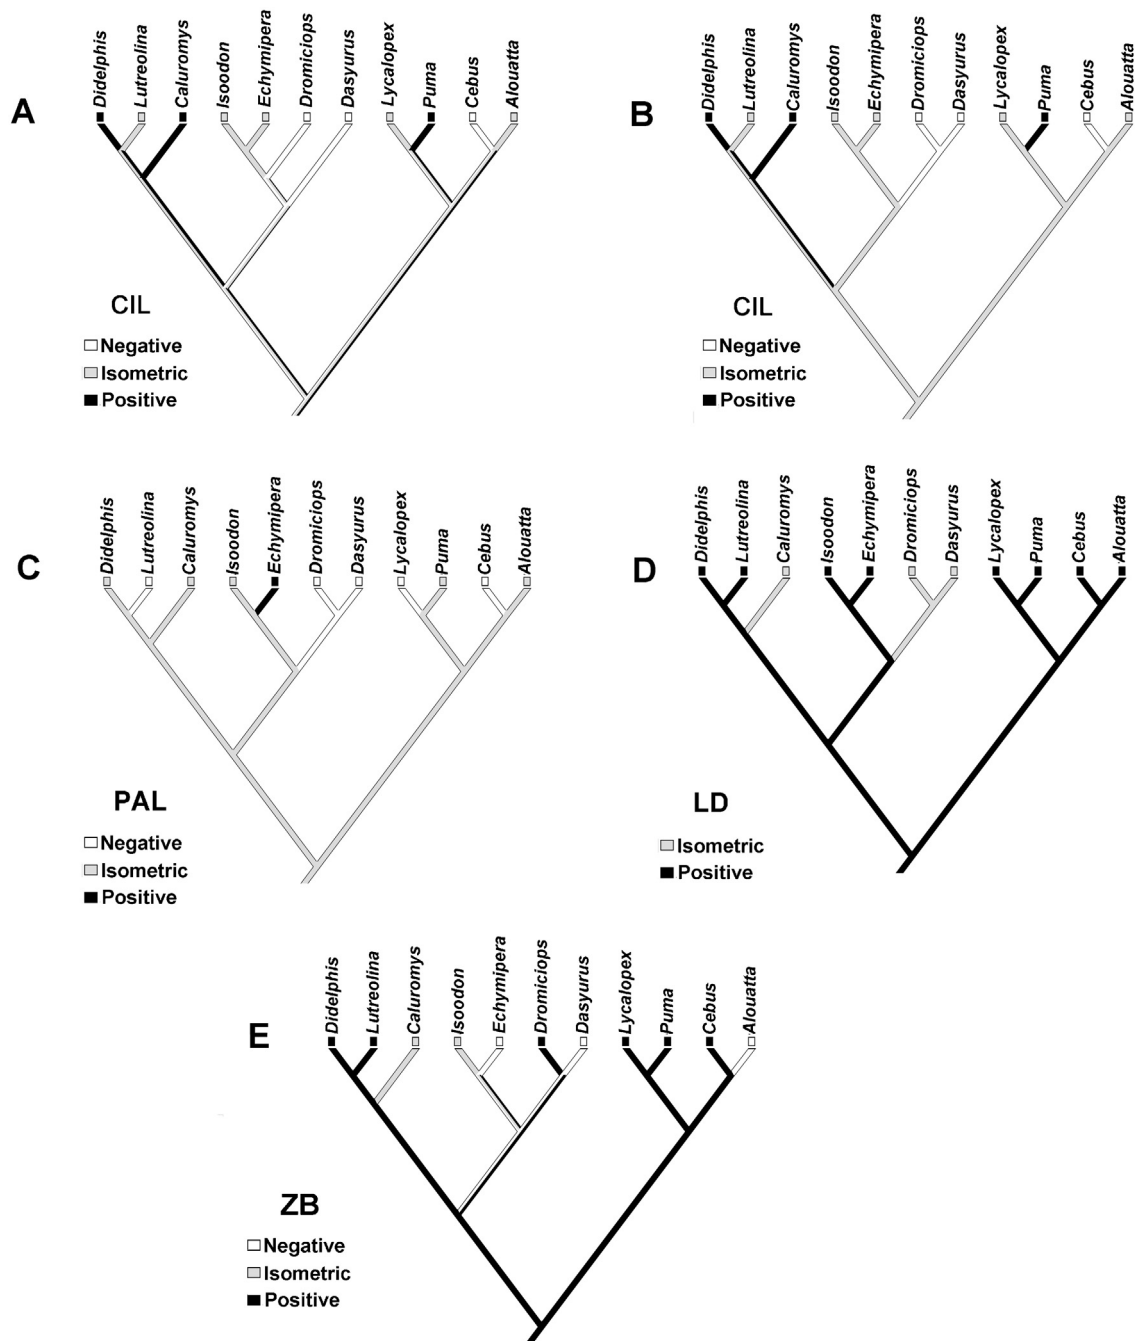 A
Didelphis
Lutreolina
Caluromys
Isoodon
Echymipera
Dromiciops
Dasyurus
Lycalopex
Puma
Cebus
Alouatta
CIL
Negative
Isometric
Positive
B
Didelphis
Lutreolina
Caluromys
Isoodon
Echymipera
Dromiciops
Dasyurus
Lycalopex
Puma
Cebus
Alouatta
CIL
Negative
Isometric
Positive
C
Didelphis
Lutreolina
Caluromys
Isoodon
Echymipera
Dromiciops
Dasyurus
Lycalopex
Puma
Cebus
Alouatta
PAL
Negative
Isometric
Positive
D
Didelphis
Lutreolina
Caluromys
Isoodon
Echymipera
Dromiciops
Dasyurus
Lycalopex
Puma
Cebus
Alouatta
LD
Isometric
Positive
E
Didelphis
Lutreolina
Caluromys
Isoodon
Echymipera
Dromiciops
Dasyurus
Lycalopex
Puma
Cebus
Alouatta
ZB
Negative
Isometric
Positive